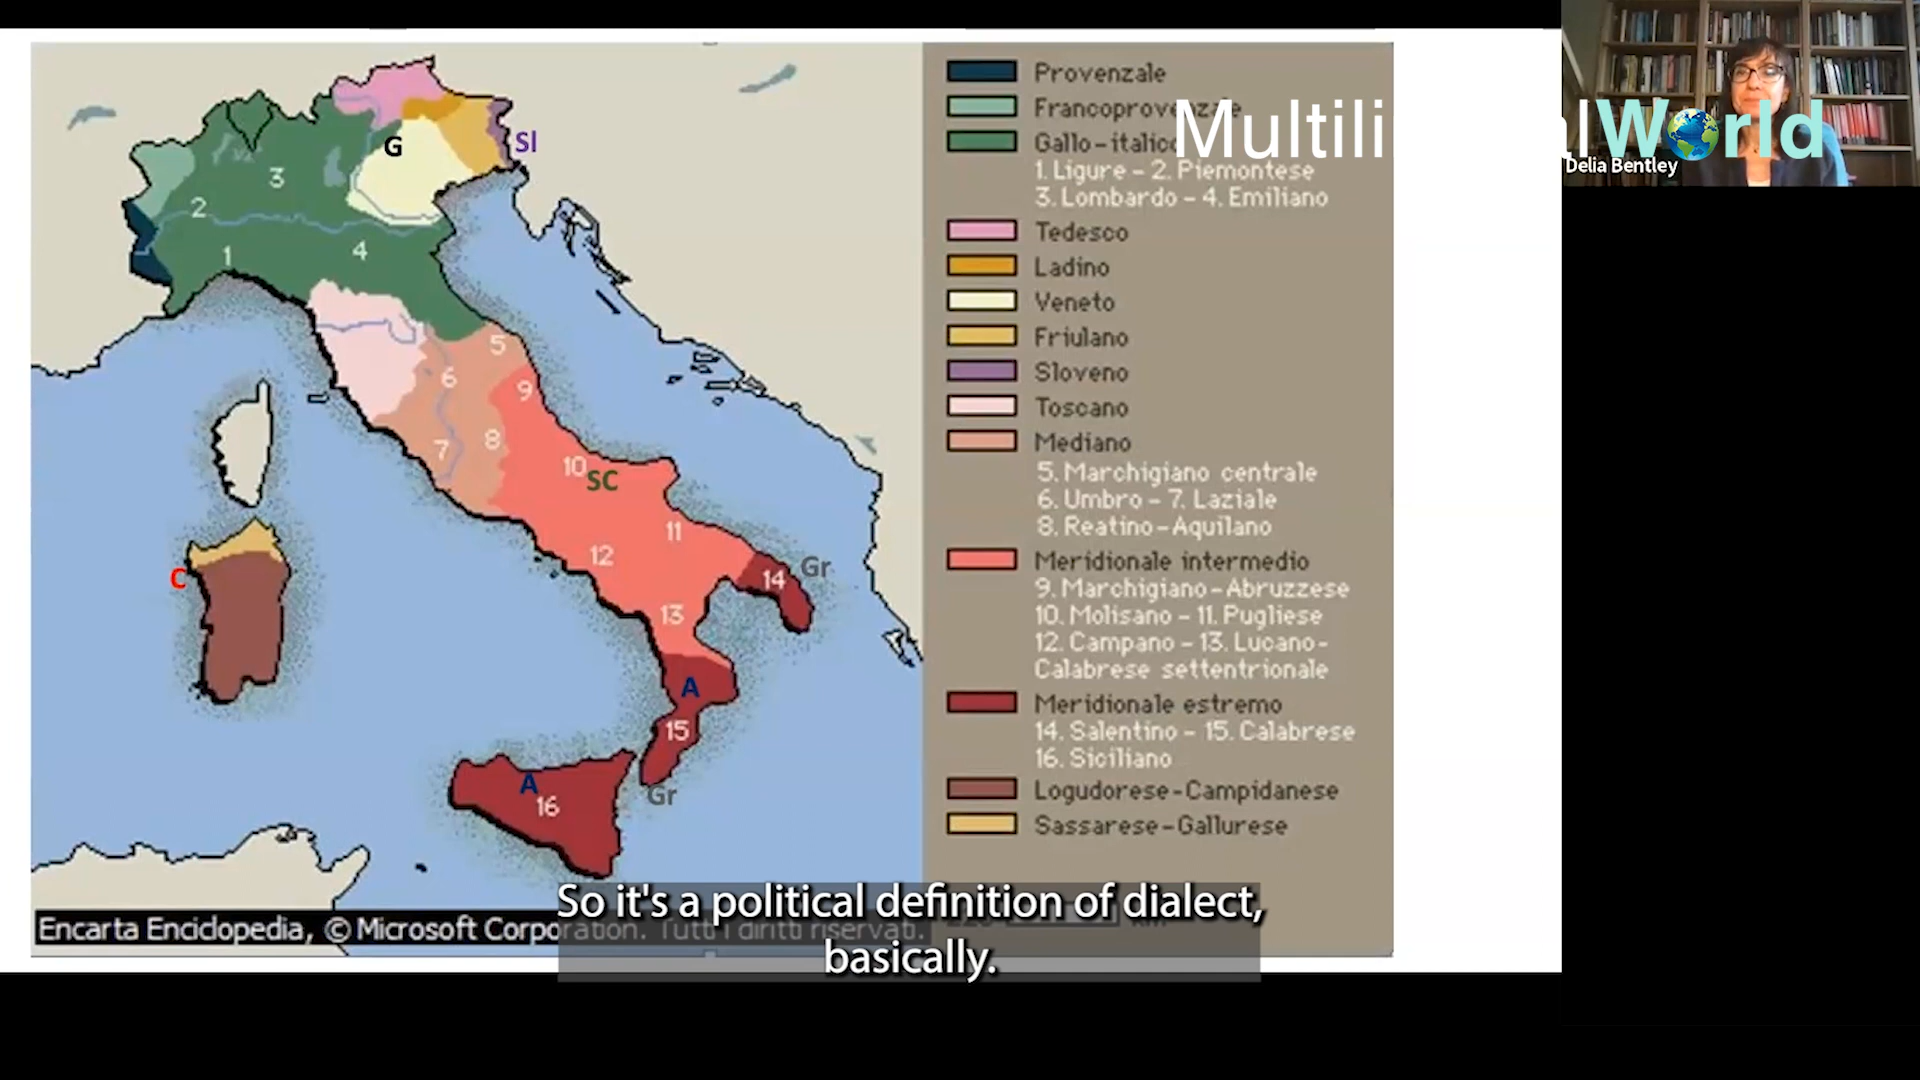 Provenzale
Francoprovenzale
Gallo-italico
1. Ligure - 2. Piemontese
3. Lombardo - 4. Emiliano
Tedesco
Ladino
Veneto
Friulano
Sloveno
Toscano
Mediano
5. Marchigiano centrale
6. Umbro - 7. Laziale
8. Reatino-Aquilano
Meridionale intermedio
9. Marchigiano-Abruzzese
10. Molisano - 11. Pugliese
12. Campano - 13. Lucano-
Calabrese settentrionale
Meridionale estremo
14. Salentino - 15. Calabrese
16. Siciliano
Logudorese-Campidanese
Sassarese-Gallurese
G
Sl
3
2
1
4
5
6
9
7
8
10
SC
11
12
C
14
Gr
13
A
15
A
16
Gr
Multili
lWorld
Delia Bentley
Encarta Enciclopedia, © Microsoft Corporation. Tutti i diritti riservati.
So it's a political definition of dialect,
basically.